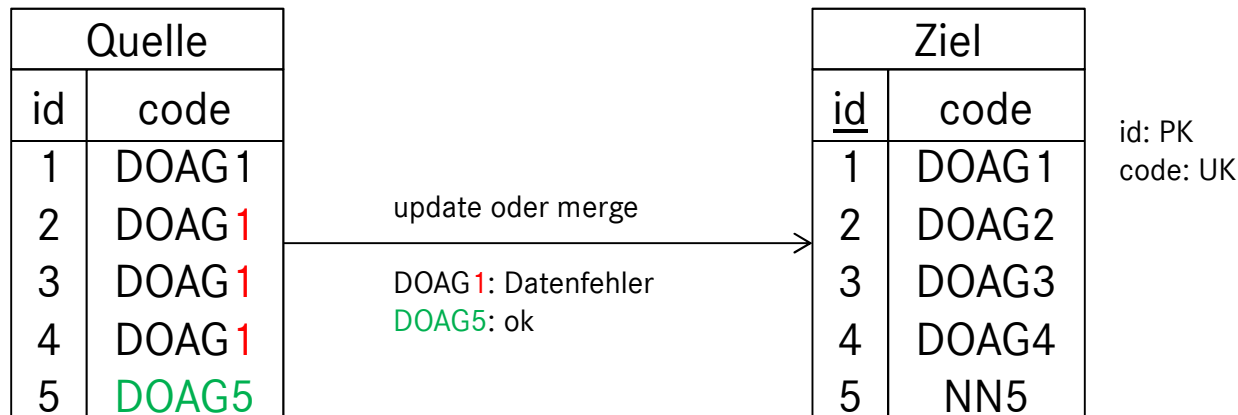 Quelle
id code
1 DOAG1
2 DOAG1
3 DOAG1
4 DOAG1
5 DOAG5
update oder merge
DOAG1: Datenfehler
DOAG5: ok
Ziel
id code
1 DOAG1
2 DOAG2
3 DOAG3
4 DOAG4
5 NN5
id: PK
code: UK